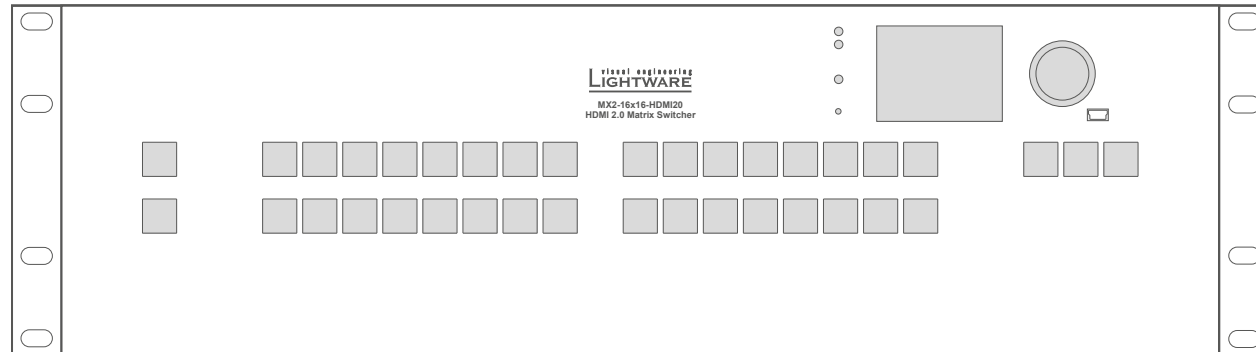 visual engineering
LIGHTWARE
MX2-16x16-HDMI20
HDMI 2.0 Matrix Switcher